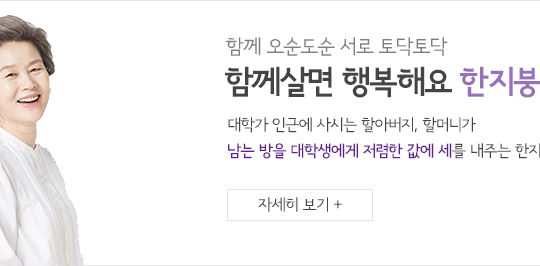 함께 오순도순 서로 토닥토닥
함께살면 행복해요 한지붕
대학가 인근에 사시는 할아버지, 할머니가
남는 방을 대학생에게 저렴한 값에 세를 내주는 한지
자세히 보기 +